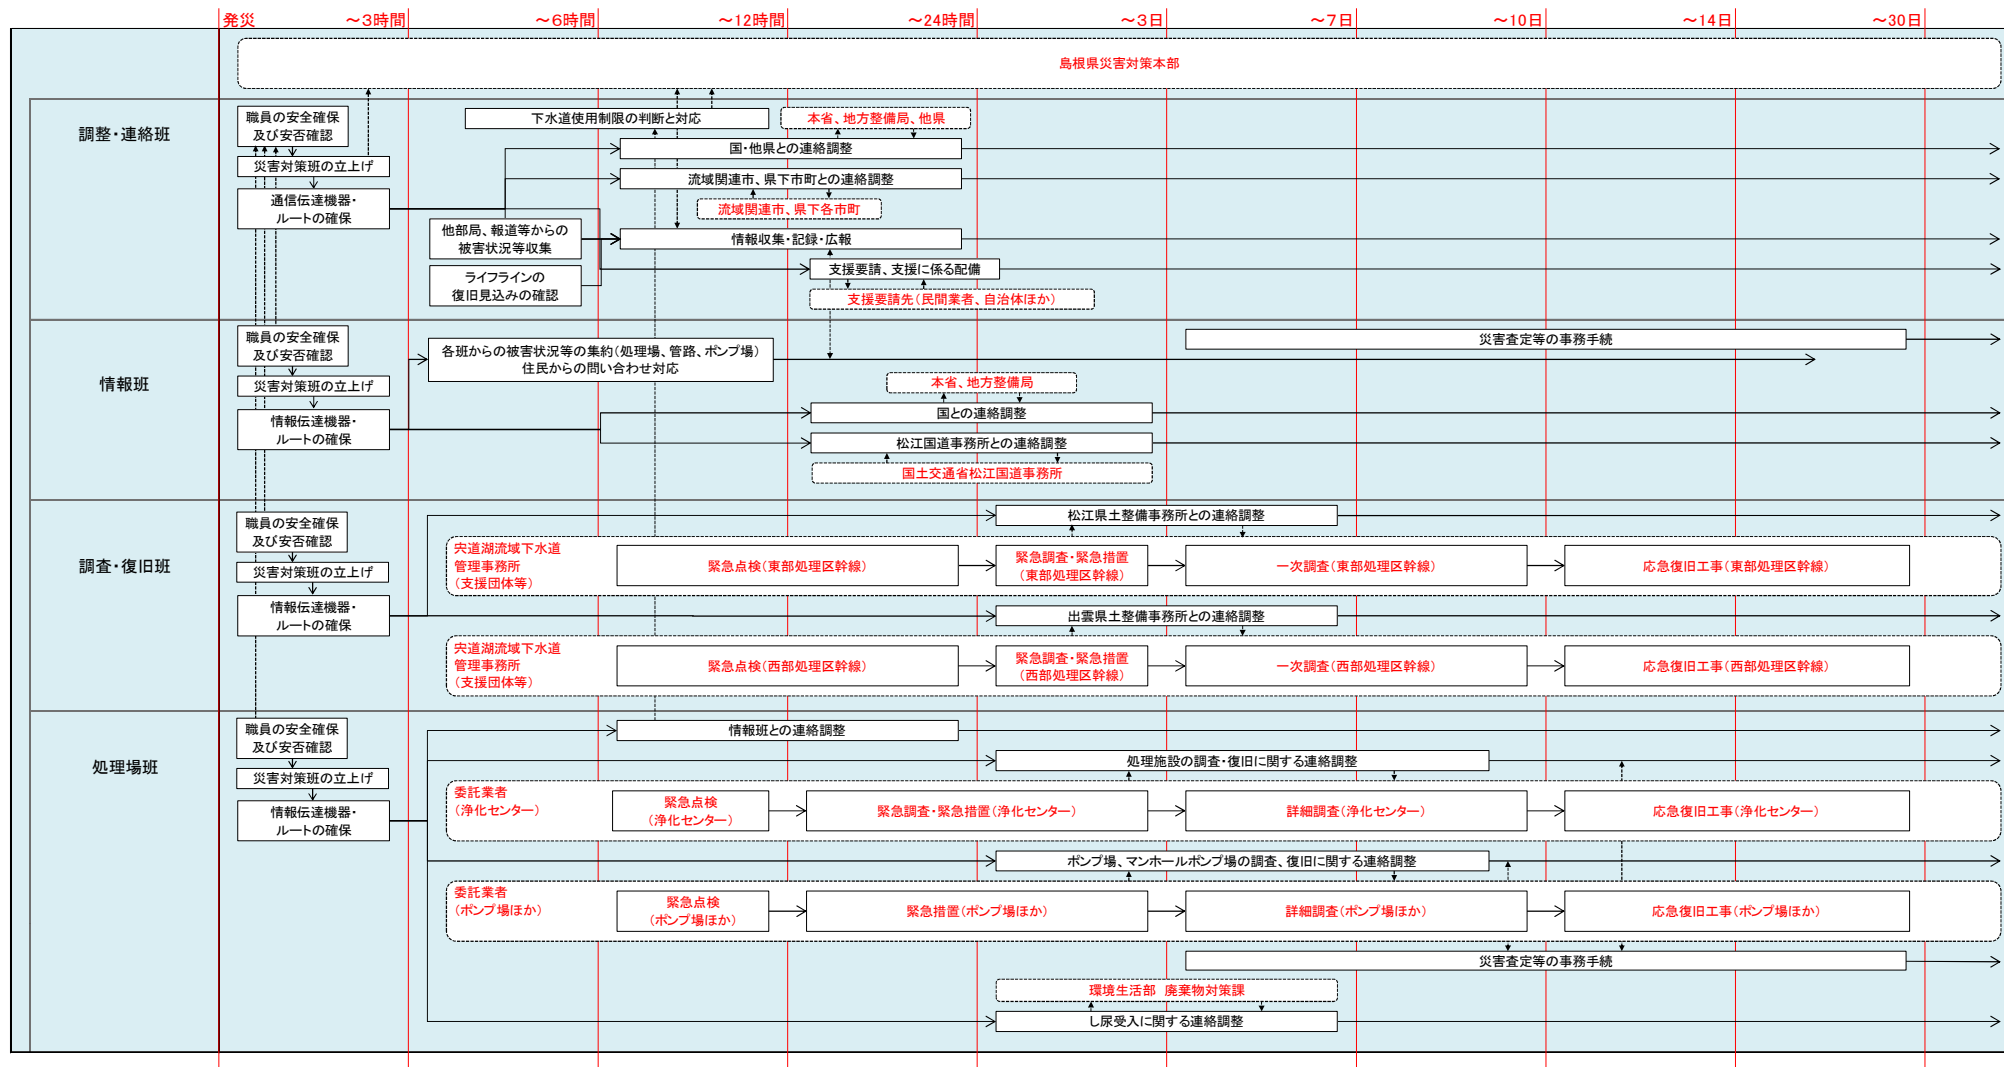 発災
～3時間
～6時間
～12時間
～24時間
～3日
～7日
～10日
～14日
～30日
島根県災害対策本部
調整・連絡班
職員の安全確保
及び安否確認
災害対策班の立上げ
通信伝達機器・
ルートの確保
下水道使用制限の判断と対応
本省、地方整備局、他県
国・他県との連絡調整
流域関連市、県下市町との連絡調整
流域関連市、県下各市町
他部局、報道等からの
被害状況等収集
情報収集・記録・広報
ライフラインの
復旧見込みの確認
支援要請、支援に係る配備
支援要請先（民間業者、自治体ほか）
情報班
職員の安全確保
及び安否確認
災害対策班の立上げ
情報伝達機器・
ルートの確保
各班からの被害状況等の集約（処理場、管路、ポンプ場）
住民からの問い合わせ対応
災害査定等の事務手続
本省、地方整備局
国との連絡調整
松江国道事務所との連絡調整
国土交通省松江国道事務所
調査・復旧班
職員の安全確保
及び安否確認
災害対策班の立上げ
情報伝達機器・
ルートの確保
松江県土整備事務所との連絡調整
宍道湖流域下水道
管理事務所
（支援団体等）
緊急点検（東部処理区幹線）
緊急調査・緊急措置
（東部処理区幹線）
一次調査（東部処理区幹線）
応急復旧工事（東部処理区幹線）
出雲県土整備事務所との連絡調整
宍道湖流域下水道
管理事務所
（支援団体等）
緊急点検（西部処理区幹線）
緊急調査・緊急措置
（西部処理区幹線）
一次調査（西部処理区幹線）
応急復旧工事（西部処理区幹線）
処理場班
職員の安全確保
及び安否確認
災害対策班の立上げ
情報伝達機器・
ルートの確保
情報班との連絡調整
処理施設の調査・復旧に関する連絡調整
委託業者
（浄化センター）
緊急点検
（浄化センター）
緊急調査・緊急措置（浄化センター）
詳細調査（浄化センター）
応急復旧工事（浄化センター）
ポンプ場、マンホールポンプ場の調査、復旧に関する連絡調整
委託業者
（ポンプ場ほか）
緊急点検
（ポンプ場ほか）
緊急措置（ポンプ場ほか）
詳細調査（ポンプ場ほか）
応急復旧工事（ポンプ場ほか）
災害査定等の事務手続
環境生活部 廃棄物対策課
し尿受入に関する連絡調整